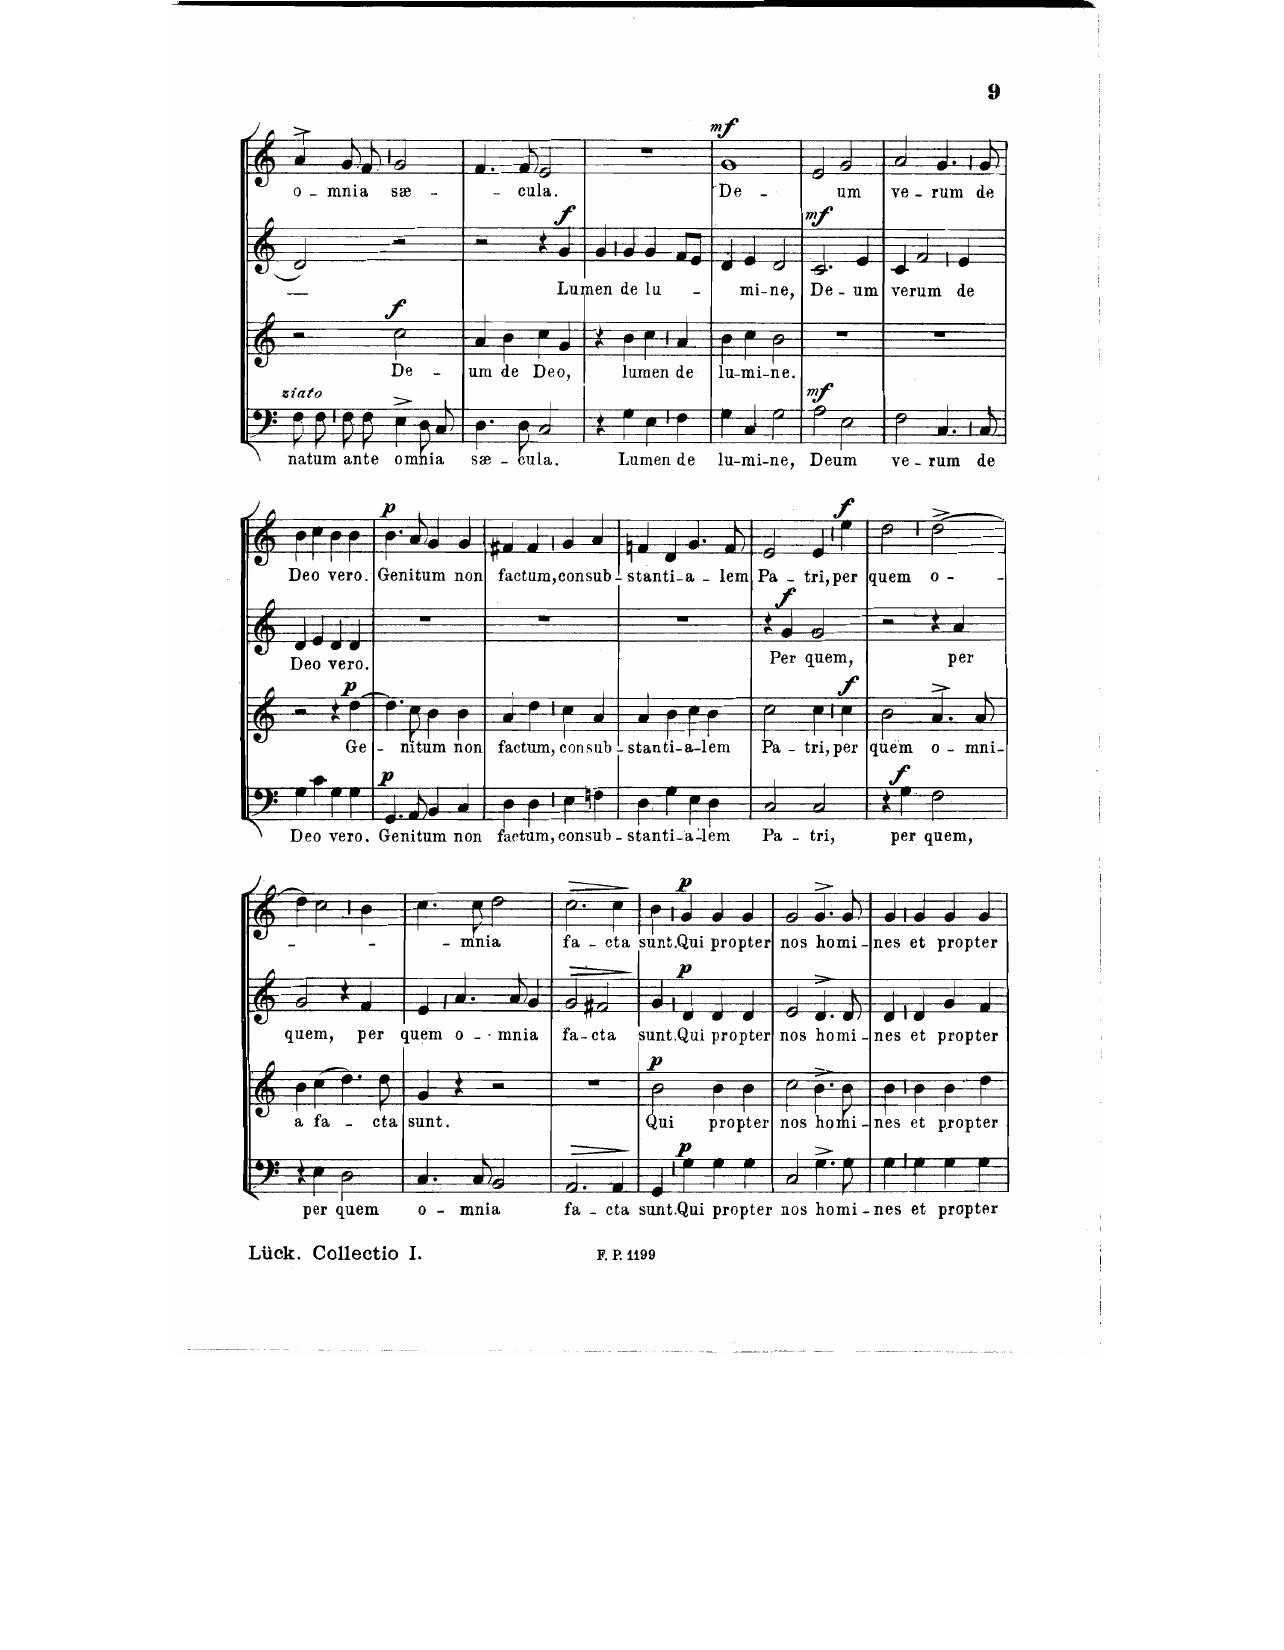 9
mf
o - mnia sæ - - cula. De - um ve - rum de
f mf
Lumen de lu - mi-ne, De - um verum de
f
De - um de Deo, lumen de lu-mi-ne.
ziato mf
natum ante omnia sæ - cula. Lumen de lu-mi-ne, Deum ve - rum de
p f
Deo vero. Genitum non factum, consub - stanti-a - lem Pa - tri, per quem o - -
f
Deo vero. Per quem, per
p f
Ge - nitum non factum, consub - stanti-a-lem Pa - tri, per quem o - mni-
p f
Deo vero. Genitum non factum, consub - stanti-a-lem Pa - tri, per quem,
p
- - - mnia fa - cta sunt. Qui propter nos homi - nes et propter
p
quem, per quem o - mnia fa-cta sunt. Qui propter nos homi - nes et propter
p
a fa - cta sunt. Qui propter nos homi - nes et propter
p
per quem o - mnia fa - cta sunt. Qui propter nos homi - nes et propter
Lück. Collectio I. F. P. 1199